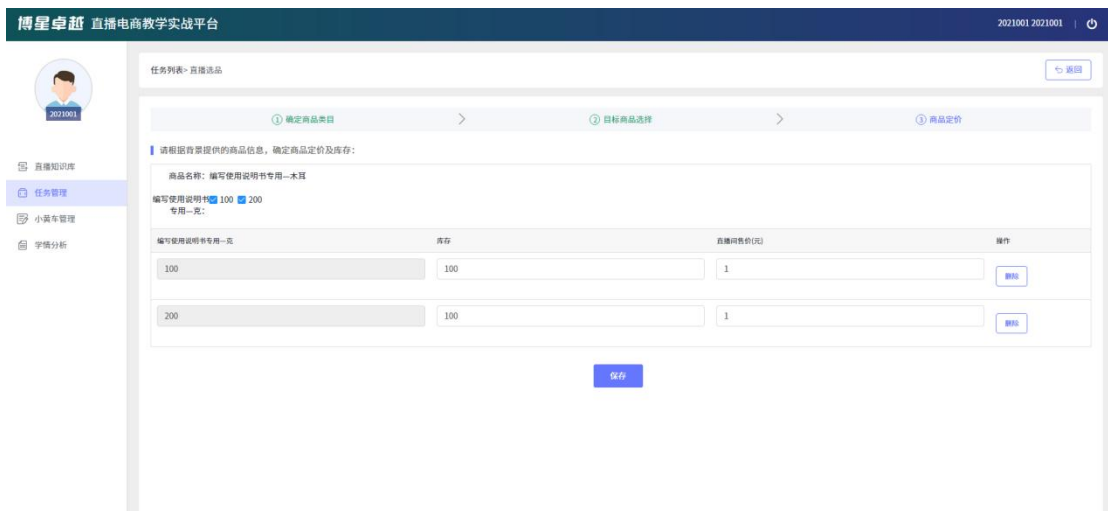 博星卓越 直播电商教学实战平台
2021001 2021001
2021001
直播知识库
任务管理
小黄车管理
学情分析
任务列表> 直播选品
返回
① 确定商品类目
② 目标商品选择
③ 商品定价
请根据背景提供的商品信息，确定商品定价及库存：
商品名称： 编写使用说明书专用—木耳
编写使用说明书 100 200
专用—克：
编写使用说明书专用—克 库存 直播间售价(元) 操作
100 100 1 删除
200 100 1 删除
保存